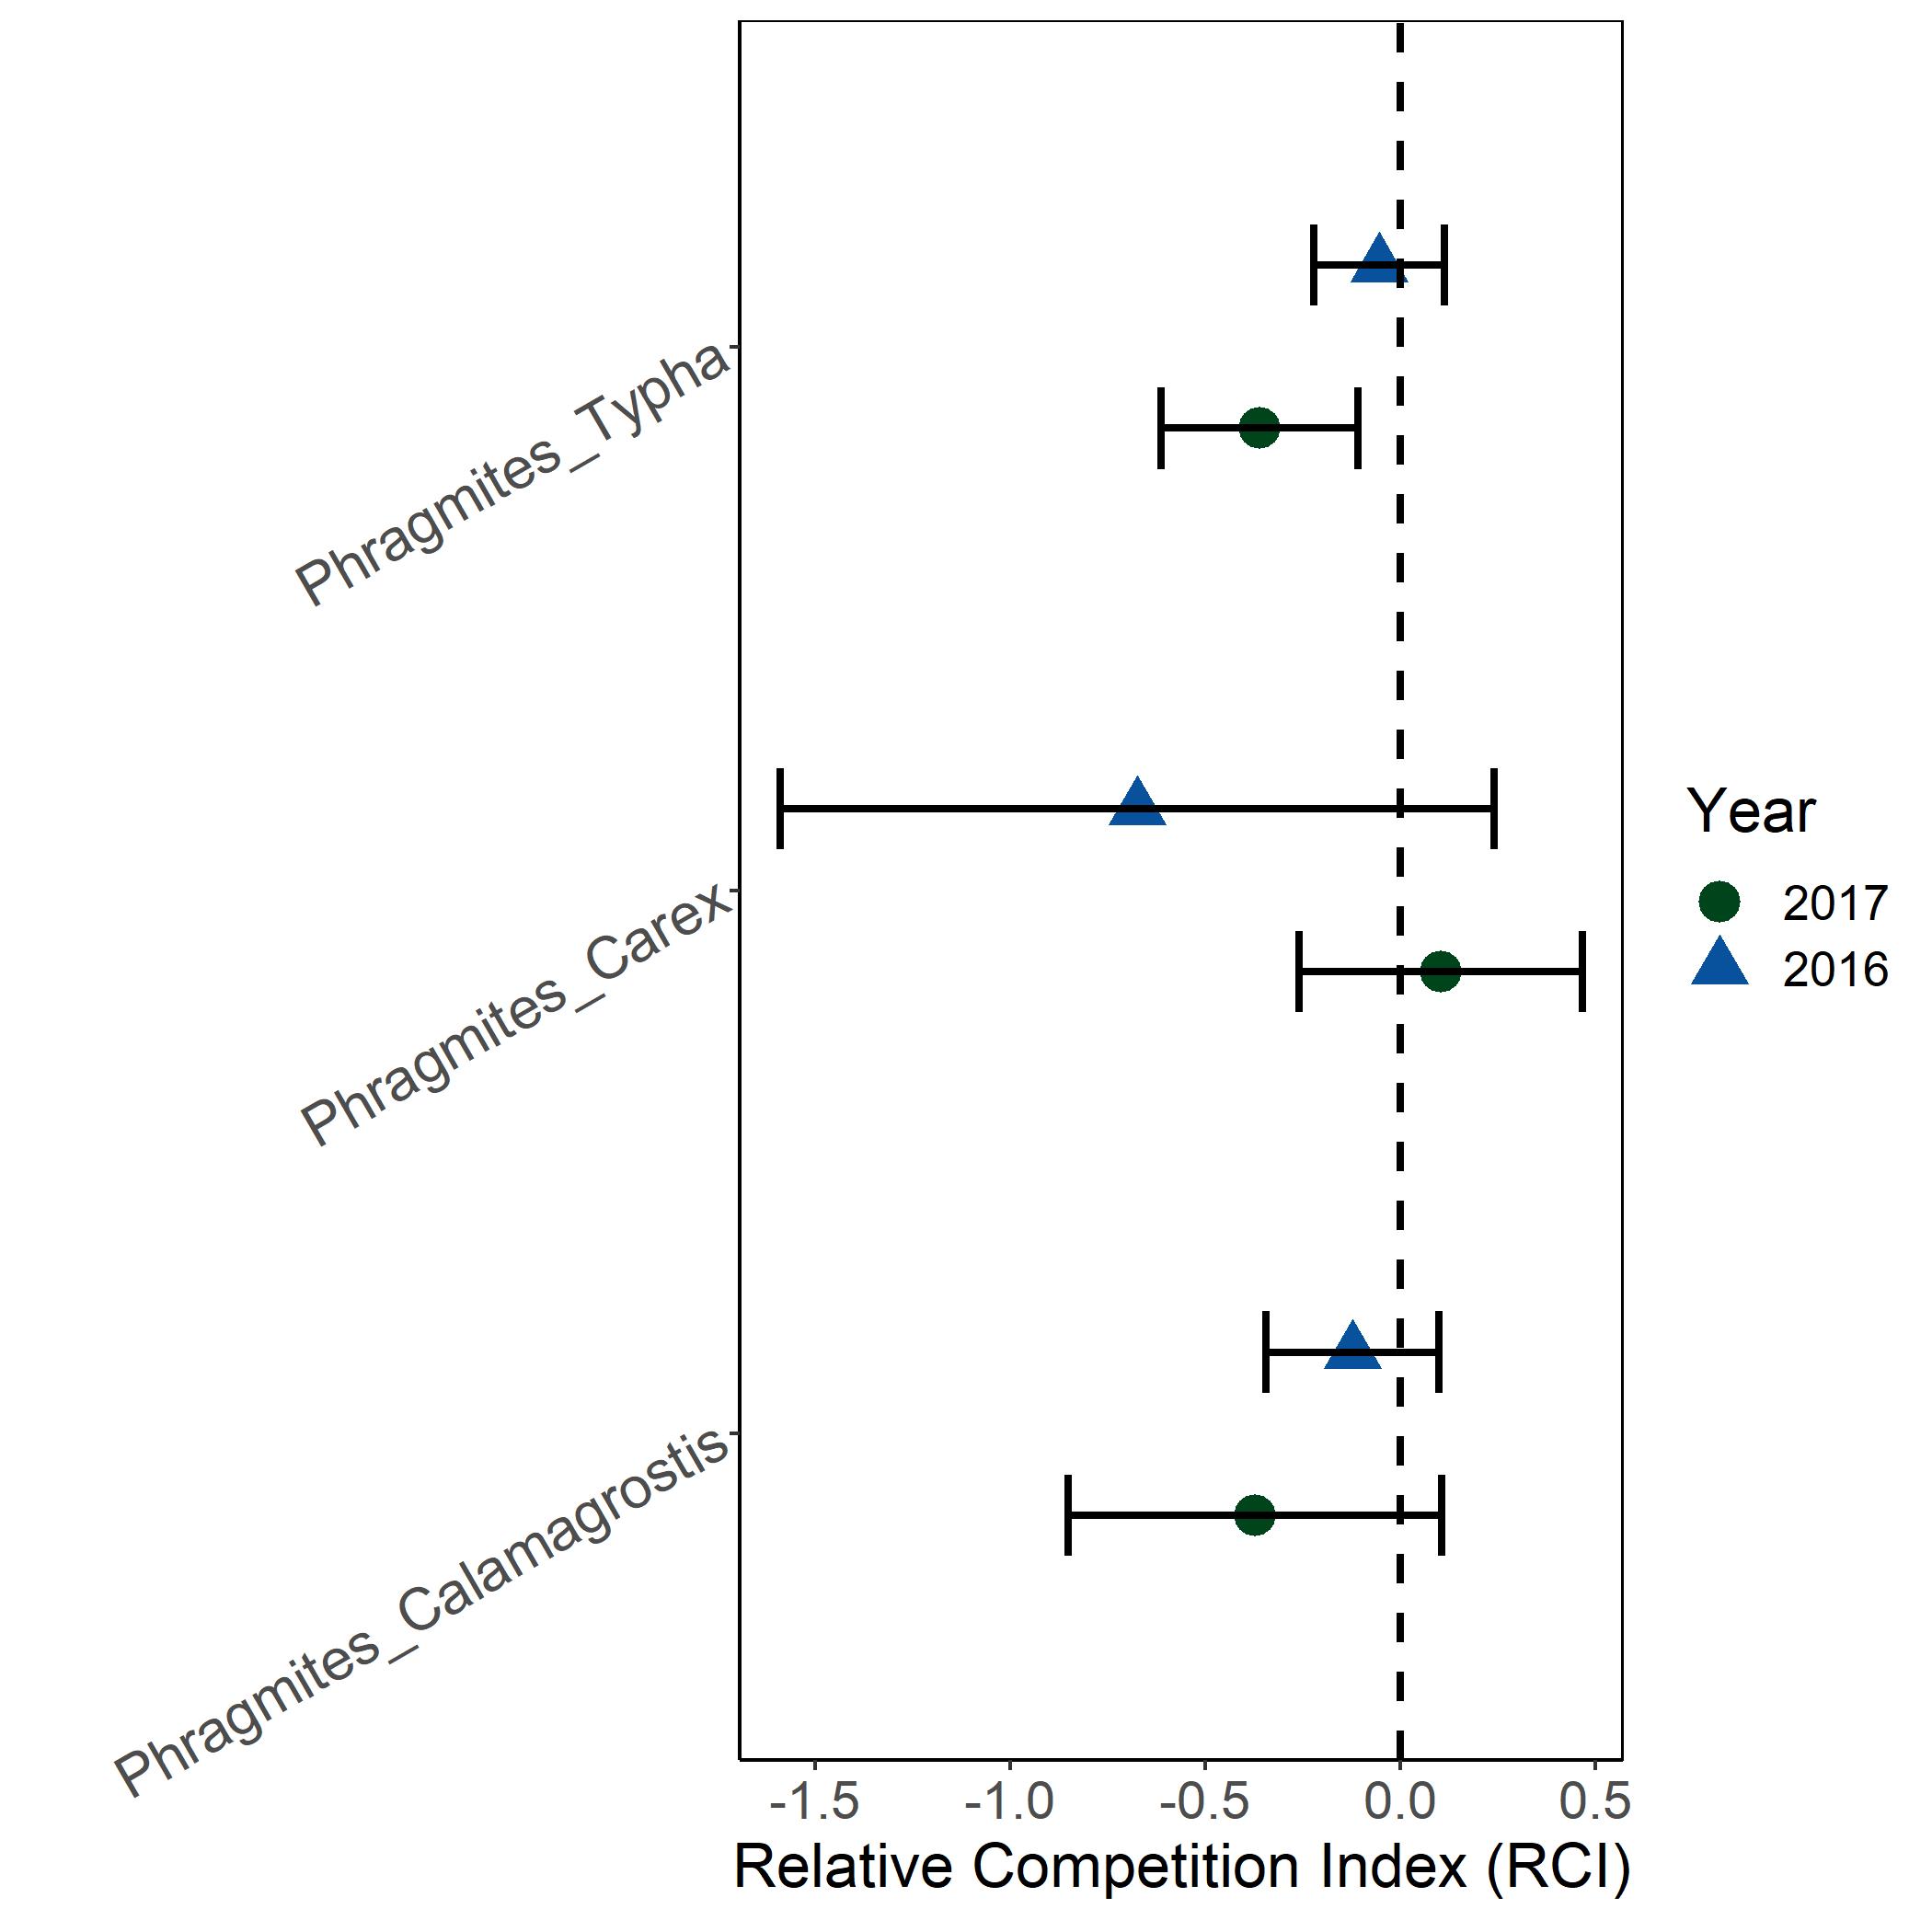 Phragmites_Typha
Phragmites_Carex
Phragmites_Calamagrostis
-1.5 -1.0 -0.5 0.0 0.5
Relative Competition Index (RCI)
Year
2017
2016